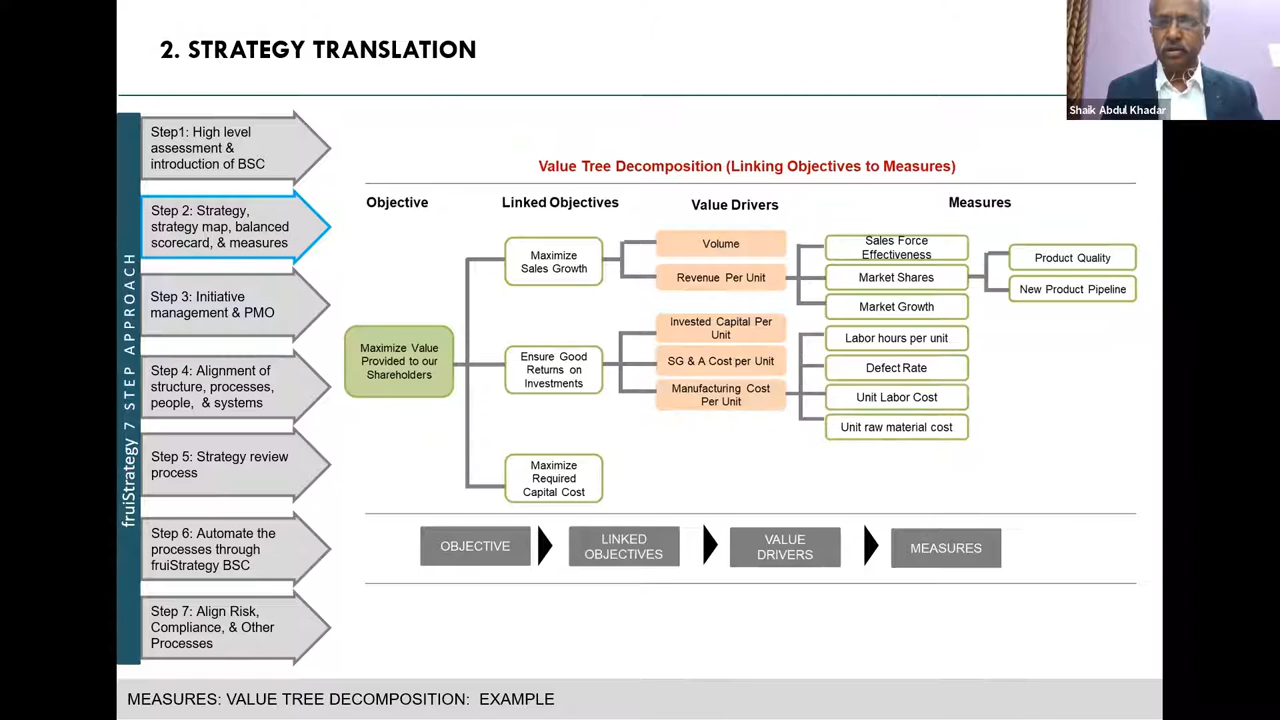 2. STRATEGY TRANSLATION
Shaik Abdul Khadar
fruiStrategy 7 STEP APPROACH
Step1: High level
assessment &
introduction of BSC
Step 2: Strategy,
strategy map, balanced
scorecard, & measures
Step 3: Initiative
management & PMO
Step 4: Alignment of
structure, processes,
people, & systems
Step 5: Strategy review
process
Step 6: Automate the
processes through
fruiStrategy BSC
Step 7: Align Risk,
Compliance, & Other
Processes
Value Tree Decomposition (Linking Objectives to Measures)
Objective
Linked Objectives
Value Drivers
Measures
Maximize Value
Provided to our
Shareholders
Maximize
Sales Growth
Ensure Good
Returns on
Investments
Maximize
Required
Capital Cost
Volume
Revenue Per Unit
Invested Capital Per
Unit
SG & A Cost per Unit
Manufacturing Cost
Per Unit
Sales Force
Effectiveness
Market Shares
Market Growth
Labor hours per unit
Defect Rate
Unit Labor Cost
Unit raw material cost
Product Quality
New Product Pipeline
OBJECTIVE
LINKED
OBJECTIVES
VALUE
DRIVERS
MEASURES
MEASURES: VALUE TREE DECOMPOSITION: EXAMPLE